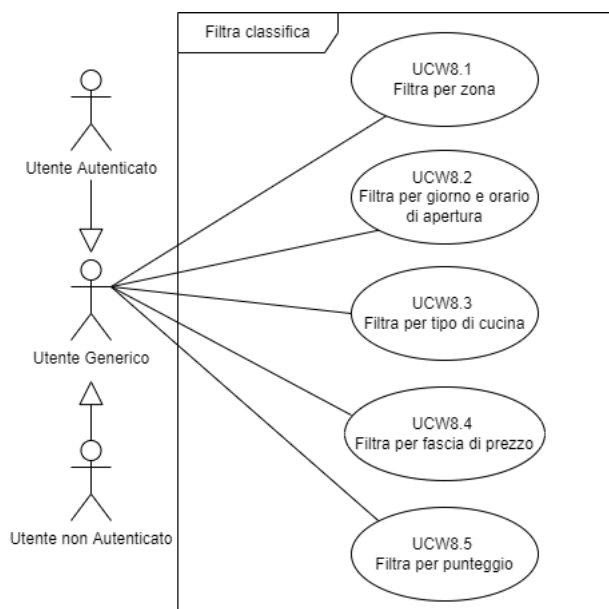 Filtra classifica
UCW8.1
Filtra per zona
Utente Autenticato
UCW8.2
Filtra per giorno e orario
di apertura
UCW8.3
Filtra per tipo di cucina
Utente Generico
UCW8.4
Filtra per fascia di prezzo
Utente non Autenticato
UCW8.5
Filtra per punteggio